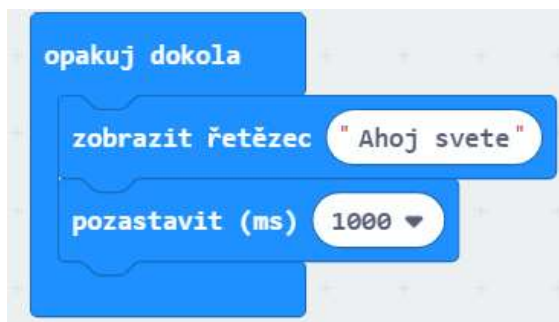 opakuj dokola
zobrazit řetězec "Ahoj svete"
pozastavit (ms) 1000